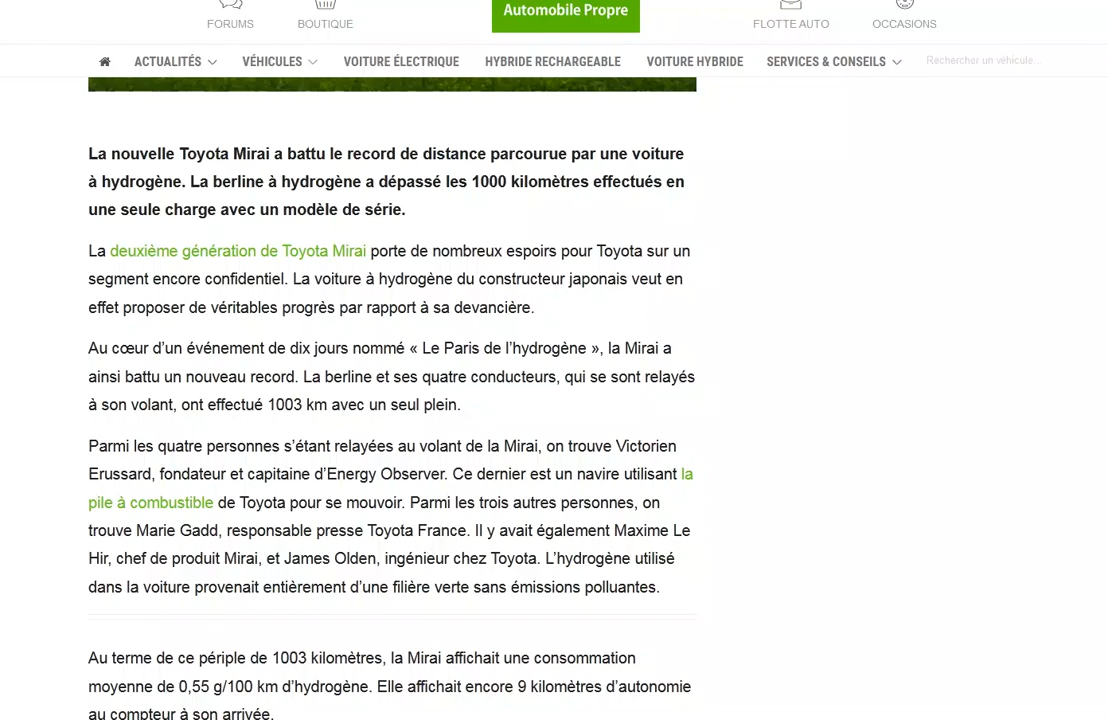 FORUMS
BOUTIQUE
Automobile Propre
FLOTTE AUTO
OCCASIONS
ACTUALITÉS
VÉHICULES
VOITURE ÉLECTRIQUE
HYBRIDE RECHARGEABLE
VOITURE HYBRIDE
SERVICES & CONSEILS
Rechercher un véhicule...
La nouvelle Toyota Mirai a battu le record de distance parcourue par une voiture
à hydrogène. La berline à hydrogène a dépassé les 1000 kilomètres effectués en
une seule charge avec un modèle de série.
La deuxième génération de Toyota Mirai porte de nombreux espoirs pour Toyota sur un
segment encore confidentiel. La voiture à hydrogène du constructeur japonais veut en
effet proposer de véritables progrès par rapport à sa devancière.
Au cœur d’un événement de dix jours nommé « Le Paris de l’hydrogène », la Mirai a
ainsi battu un nouveau record. La berline et ses quatre conducteurs, qui se sont relayés
à son volant, ont effectué 1003 km avec un seul plein.
Parmi les quatre personnes s’étant relayées au volant de la Mirai, on trouve Victorien
Erussard, fondateur et capitaine d’Energy Observer. Ce dernier est un navire utilisant la
pile à combustible de Toyota pour se mouvoir. Parmi les trois autres personnes, on
trouve Marie Gadd, responsable presse Toyota France. Il y avait également Maxime Le
Hir, chef de produit Mirai, et James Olden, ingénieur chez Toyota. L’hydrogène utilisé
dans la voiture provenait entièrement d’une filière verte sans émissions polluantes.
Au terme de ce périple de 1003 kilomètres, la Mirai affichait une consommation
moyenne de 0,55 g/100 km d’hydrogène. Elle affichait encore 9 kilomètres d’autonomie
au compteur à son arrivée.